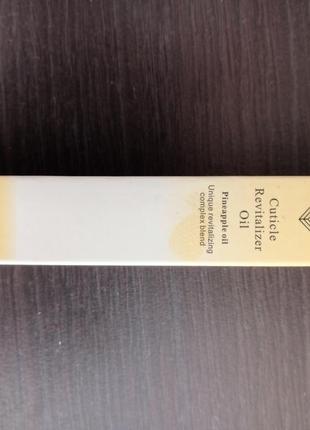 Cuticle
Revitalizer
Oil
Pineapple oil
Unique revitalizing
complex blend